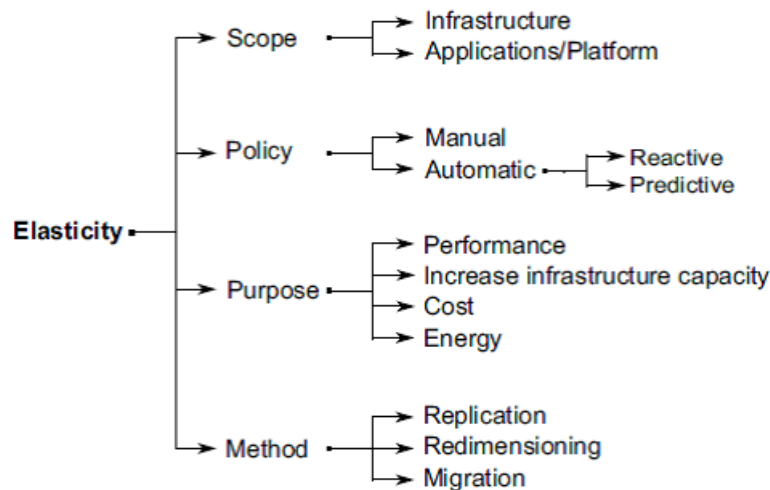 Scope
Infrastructure
Applications/Platform
Policy
Manual
Automatic
Reactive
Predictive
Elasticity
Purpose
Performance
Increase infrastructure capacity
Cost
Energy
Method
Replication
Redimensioning
Migration